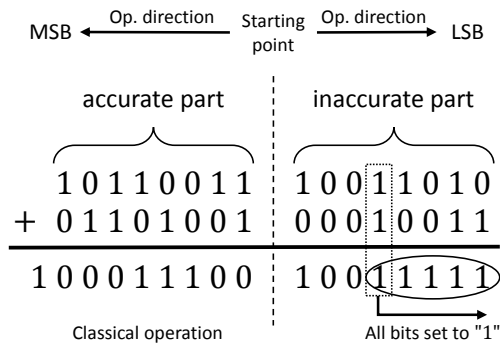 MSB Op. direction Starting point Op. direction LSB
accurate part inaccurate part
10110011 10011010
+ 01101001 00010011
100011100 10011111
Classical operation All bits set to "1"